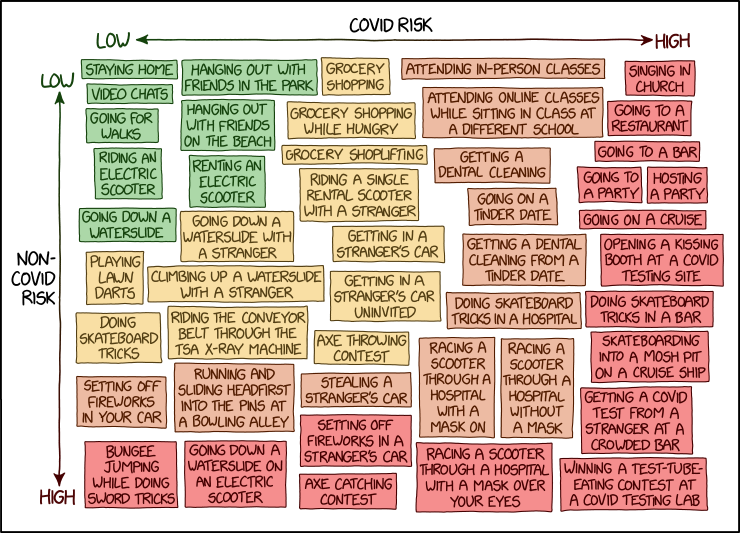 COVID RISK
LOW
HIGH
LOW
NON-
COVID
RISK
HIGH
STAYING HOME
VIDEO CHATS
GOING FOR
WALKS
RIDING AN
ELECTRIC
SCOOTER
GOING DOWN A
WATERSLIDE
PLAYING
LAWN
DARTS
DOING
SKATEBOARD
TRICKS
SETTING OFF
FIREWORKS
IN YOUR CAR
BUNGEE
JUMPING
WHILE DOING
SWORD TRICKS
HANGING OUT WITH
FRIENDS IN THE PARK
HANGING OUT
WITH FRIENDS
ON THE BEACH
RENTING AN
ELECTRIC
SCOOTER
GOING DOWN A
WATERSLIDE WITH
A STRANGER
CLIMBING UP A WATERSLIDE
WITH A STRANGER
RIDING THE CONVEYOR
BELT THROUGH THE
TSA X-RAY MACHINE
RUNNING AND
SLIDING HEADFIRST
INTO THE PINS AT
A BOWLING ALLEY
GOING DOWN A
WATERSLIDE ON
AN ELECTRIC
SCOOTER
GROCERY
SHOPPING
GROCERY SHOPPING
WHILE HUNGRY
GROCERY SHOPLIFTING
RIDING A SINGLE
RENTAL SCOOTER
WITH A STRANGER
GETTING IN A
STRANGER'S CAR
GETTING IN A
STRANGER'S CAR
UNINVITED
AXE THROWING
CONTEST
STEALING A
STRANGER'S CAR
SETTING OFF
FIREWORKS IN A
STRANGER'S CAR
AXE CATCHING
CONTEST
ATTENDING IN-PERSON CLASSES
ATTENDING ONLINE CLASSES
WHILE SITTING IN CLASS AT
A DIFFERENT SCHOOL
GETTING A
DENTAL CLEANING
GOING ON A
TINDER DATE
GETTING A DENTAL
CLEANING FROM A
TINDER DATE
DOING SKATEBOARD
TRICKS IN A HOSPITAL
RACING A
SCOOTER
THROUGH A
HOSPITAL
WITH A
MASK ON
RACING A
SCOOTER
THROUGH A
HOSPITAL
WITHOUT
A MASK
RACING A SCOOTER
THROUGH A HOSPITAL
WITH A MASK OVER
YOUR EYES
SINGING IN
CHURCH
GOING TO A
RESTAURANT
GOING TO A BAR
GOING TO
A PARTY
HOSTING
A PARTY
GOING ON A CRUISE
OPENING A KISSING
BOOTH AT A COVID
TESTING SITE
DOING SKATEBOARD
TRICKS IN A BAR
SKATEBOARDING
INTO A MOSH PIT
ON A CRUISE SHIP
GETTING A COVID
TEST FROM A
STRANGER AT A
CROWDED BAR
WINNING A TEST-TUBE-
EATING CONTEST AT
A COVID TESTING LAB